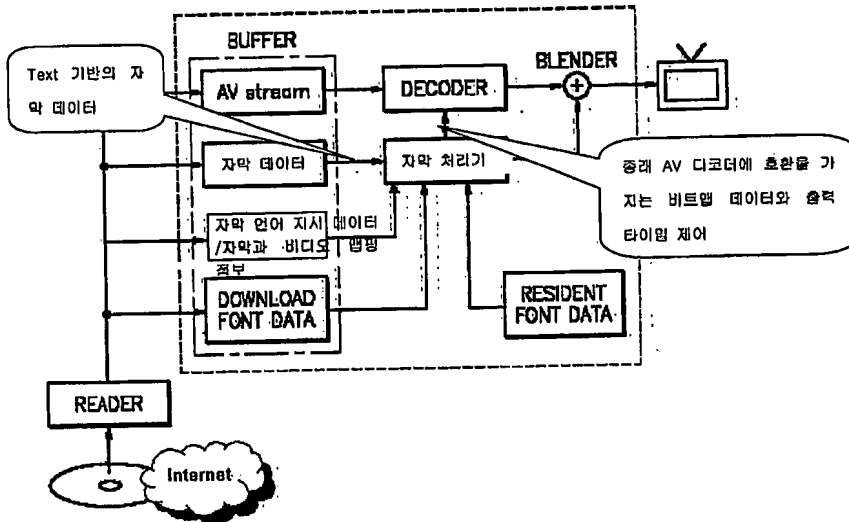 BUFFER
BLENDER
Text 기반의 자
막 데이터
AV stream
DECODER
자막 데이터
자막 처리기
종래 AV 디코더에 호환을 가
지는 비트맵 데이터와 출력
타이밍 제어
자막 언어 지시 데이터
/자막과 비디오 맵핑
정보
DOWNLOAD
FONT DATA
RESIDENT
FONT DATA
READER
Internet